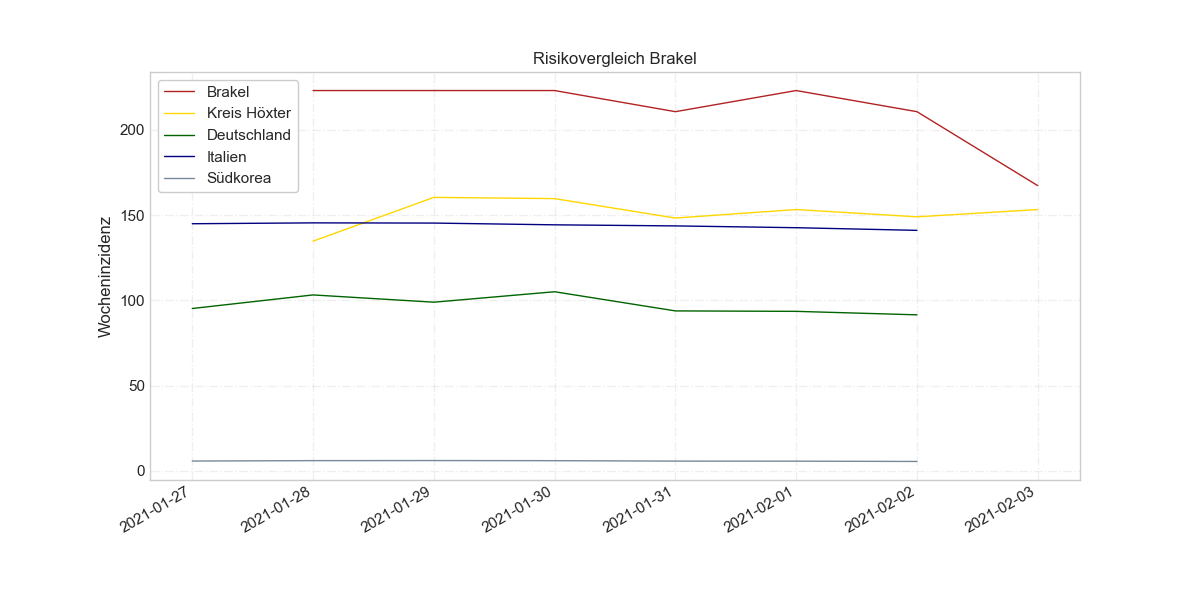 Risikovergleich Brakel
Brakel
Kreis Höxter
Deutschland
Italien
Südkorea
Wocheninzidenz
200
150
100
50
0
2021-01-27
2021-01-28
2021-01-29
2021-01-30
2021-01-31
2021-02-01
2021-02-02
2021-02-03